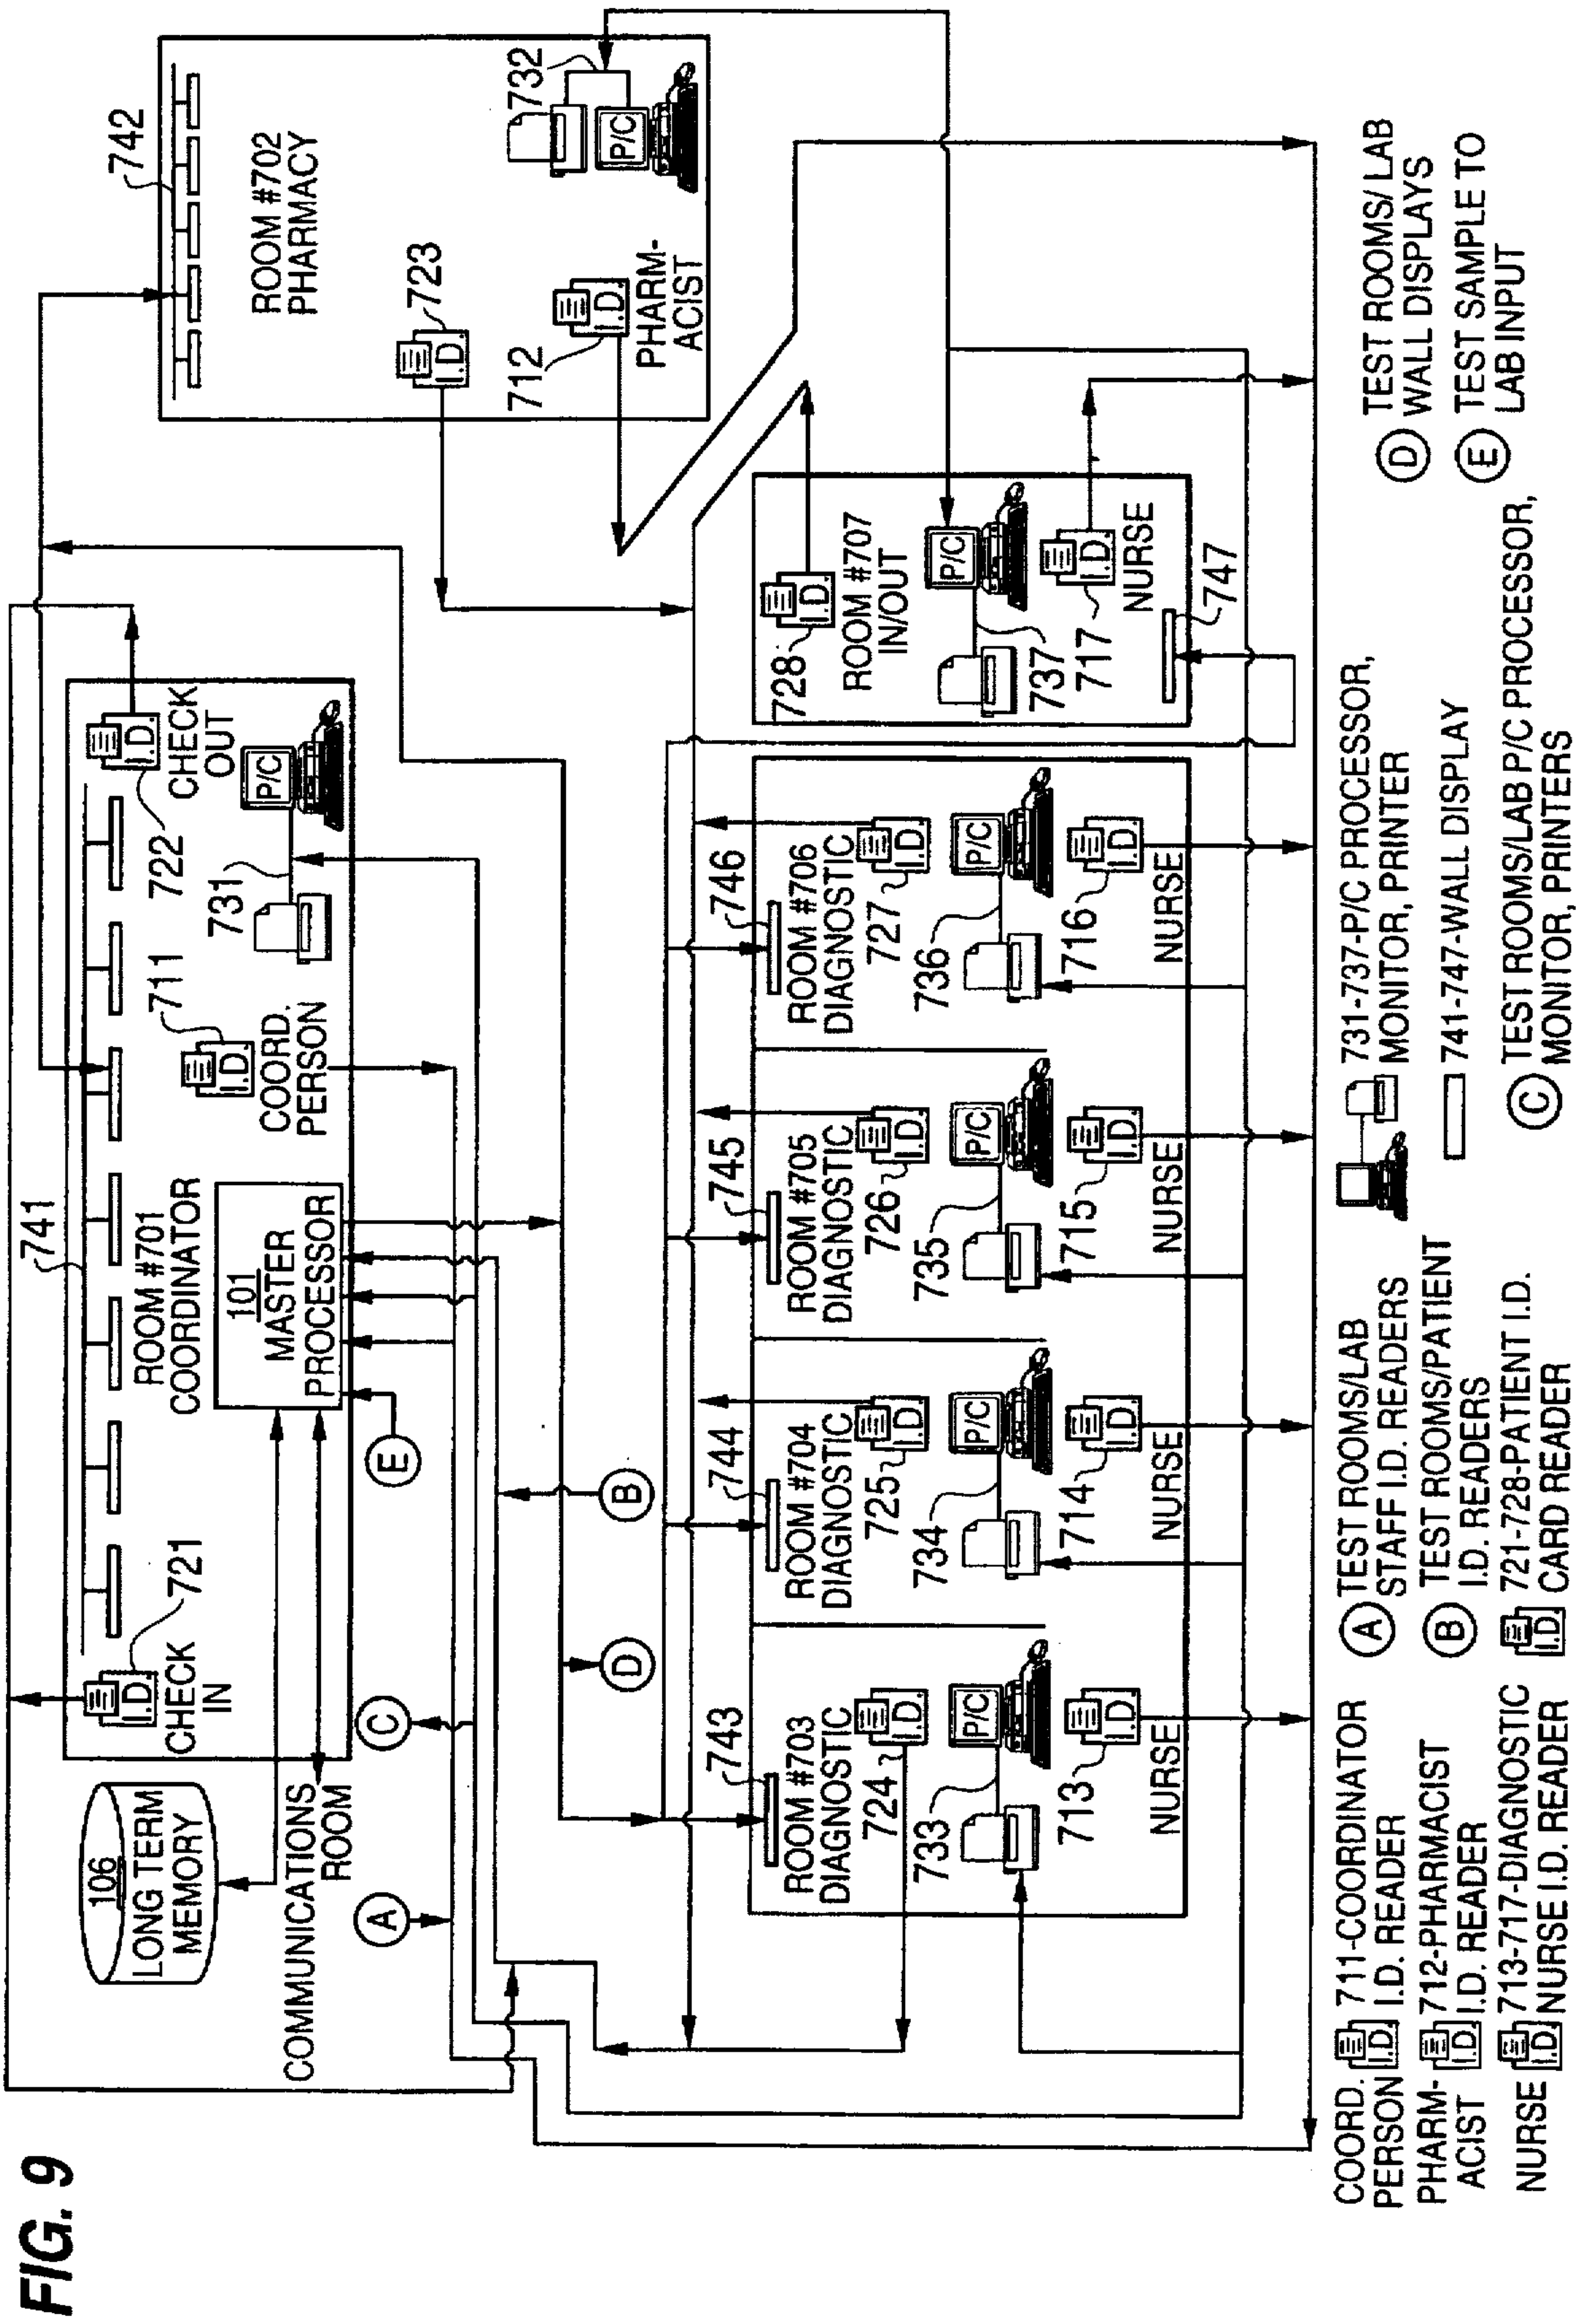 FIG. 9
106
LONG TERM
MEMORY
COMMUNICATIONS
ROOM
721
I.D.
CHECK
IN
741
ROOM #701
COORDINATOR
101
MASTER
PROCESSOR
711
I.D.
COORD.
PERSON
722
I.D.
CHECK
OUT
731
P/C
742
ROOM #702
PHARMACY
723
I.D.
712
I.D.
PHARM-
ACIST
732
P/C
A
C
E
B
D
743
ROOM #703
DIAGNOSTIC
724
I.D.
733
P/C
713
I.D.
NURSE
744
ROOM #704
DIAGNOSTIC
725
I.D.
734
P/C
714
I.D.
NURSE
745
ROOM #705
DIAGNOSTIC
726
I.D.
735
P/C
715
I.D.
NURSE
746
ROOM #706
DIAGNOSTIC
727
I.D.
736
P/C
716
I.D.
NURSE
728
I.D.
ROOM #707
IN/OUT
737
P/C
717
I.D.
NURSE
747
COORD. 711-COORDINATOR
PERSON I.D. I.D. READER
PHARM- 712-PHARMACIST
ACIST I.D. I.D. READER
NURSE I.D. 713-717-DIAGNOSTIC
NURSE I.D. READER
A TEST ROOMS/LAB
STAFF I.D. READERS
B TEST ROOMS/PATIENT
I.D. READERS
I.D. 721-728-PATIENT I.D.
CARD READER
731-737-P/C PROCESSOR,
MONITOR, PRINTER
741-747-WALL DISPLAY
C TEST ROOMS/LAB P/C PROCESSOR,
MONITOR, PRINTERS
D TEST ROOMS/ LAB
WALL DISPLAYS
E TEST SAMPLE TO
LAB INPUT